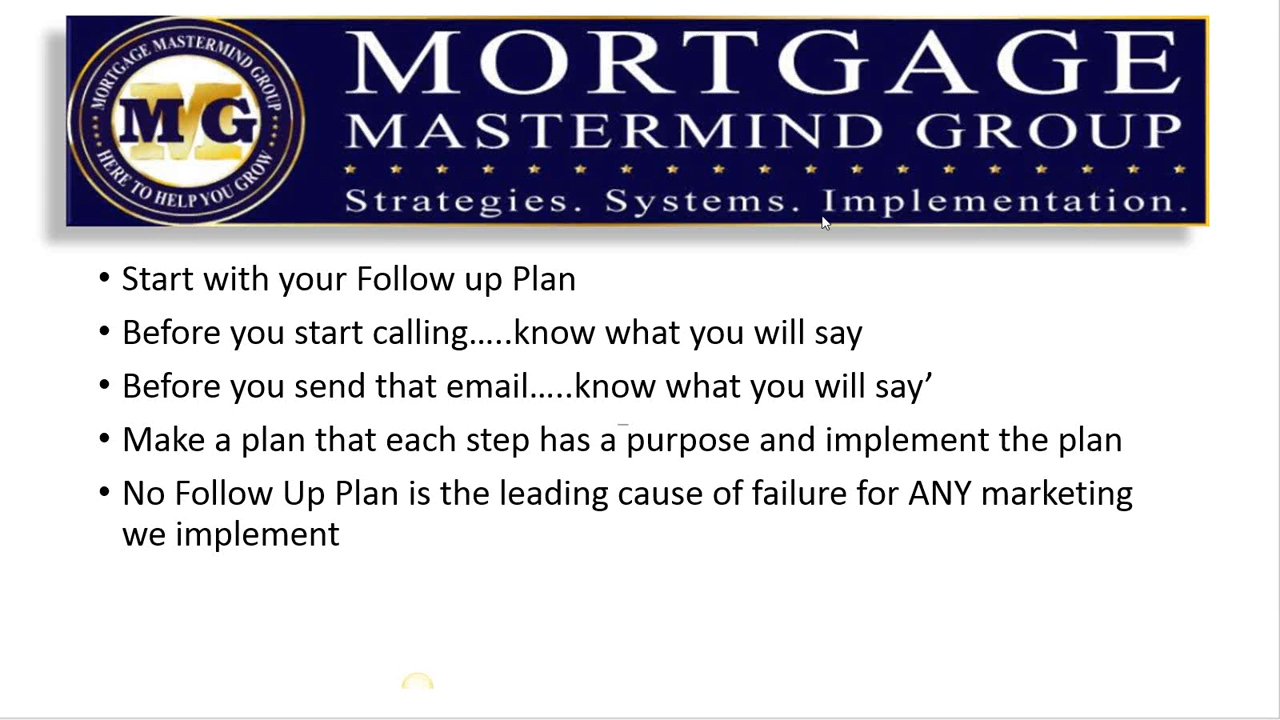 MORTGAGE MASTERMIND GROUP
MG
HERE TO HELP YOU GROW
MORTGAGE
MASTERMIND GROUP
Strategies. Systems. Implementation.
• Start with your Follow up Plan
• Before you start calling…..know what you will say
• Before you send that email…..know what you will say’
• Make a plan that each step has a purpose and implement the plan
• No Follow Up Plan is the leading cause of failure for ANY marketing
we implement